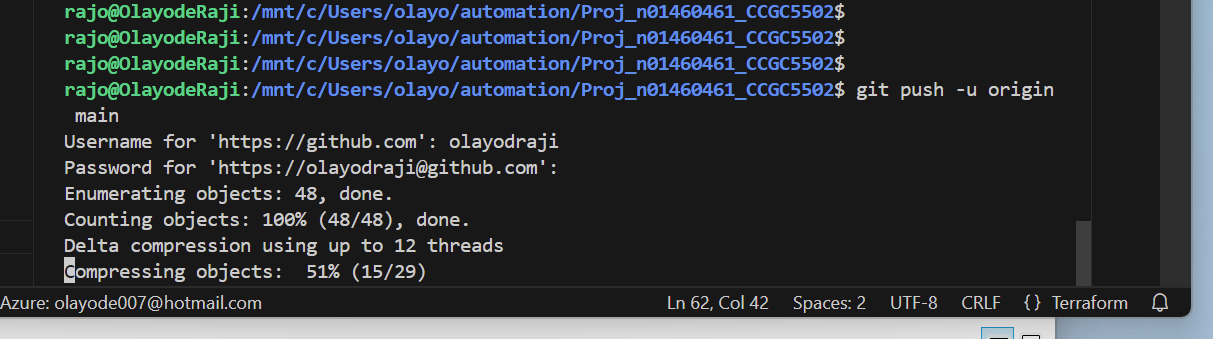 rajo@OlayodeRaji:/mnt/c/Users/olayo/automation/Proj_n01460461_CCGC5502$
rajo@OlayodeRaji:/mnt/c/Users/olayo/automation/Proj_n01460461_CCGC5502$
rajo@OlayodeRaji:/mnt/c/Users/olayo/automation/Proj_n01460461_CCGC5502$
rajo@OlayodeRaji:/mnt/c/Users/olayo/automation/Proj_n01460461_CCGC5502$ git push -u origin
main
Username for 'https://github.com': olayodraji
Password for 'https://olayodraji@github.com':
Enumerating objects: 48, done.
Counting objects: 100% (48/48), done.
Delta compression using up to 12 threads
Compressing objects:  51% (15/29)
Azure: olayode007@hotmail.com Ln 62, Col 42 Spaces: 2 UTF-8 CRLF {} Terraform